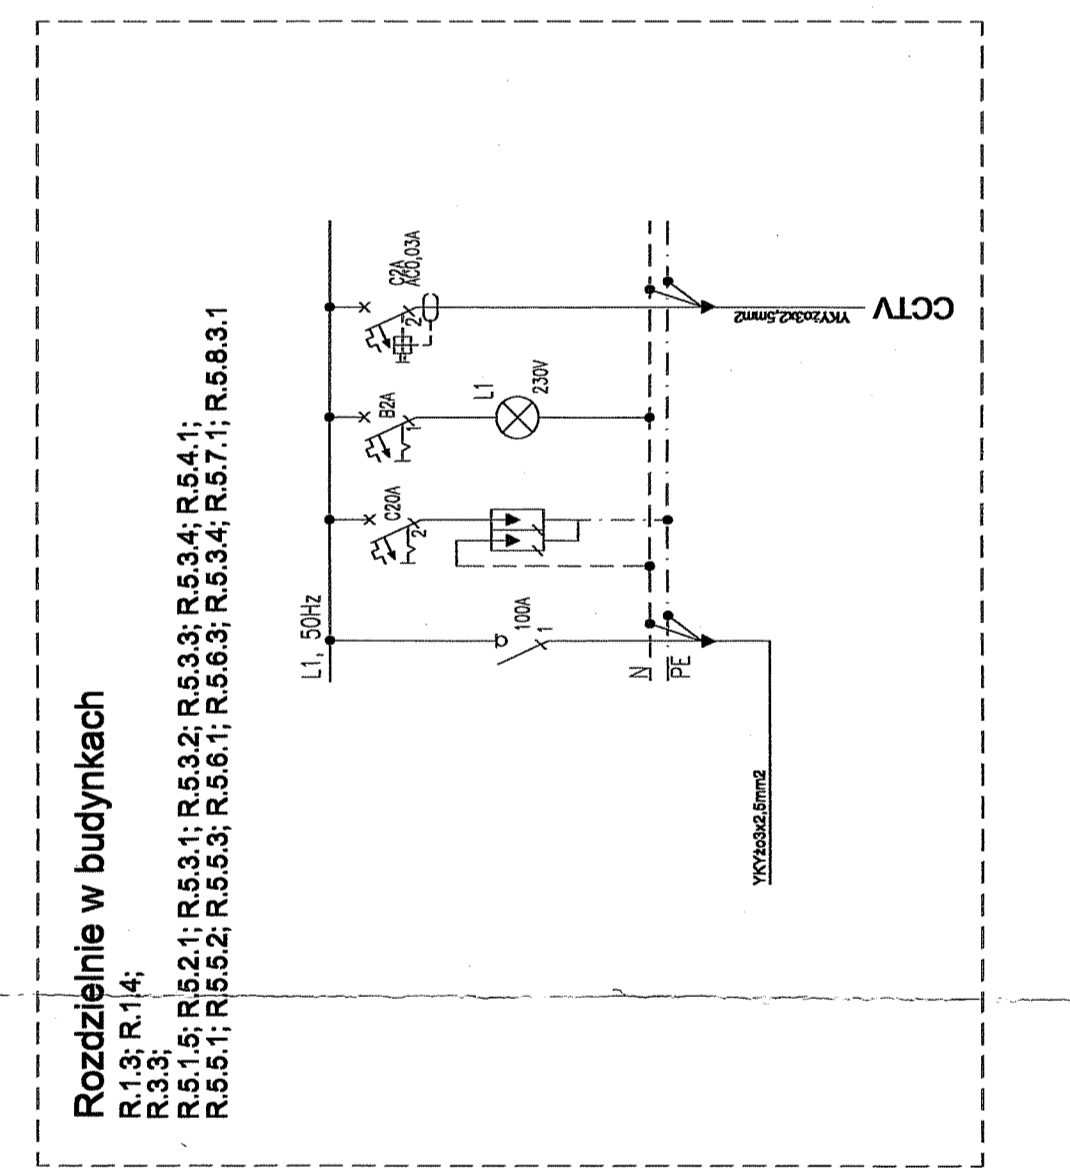 Rozdzielnie w budynkach
R.1.3; R.1.4;
R.3.3;
R.5.1.5; R.5.2.1; R.5.3.1; R.5.3.2; R.5.3.3; R.5.3.4; R.5.4.1;
R.5.5.1; R.5.5.2; R.5.5.3; R.5.6.1; R.5.6.3; R.5.3.4; R.5.7.1; R.5.8.3.1
L1, 50Hz
C20A
2
B2A
1
C2A
AC0,03A
2
100A
1
L1
230V
N
PE
YKYżo3x2,5mm2
YKYżo3x2,5mm2
CCTV